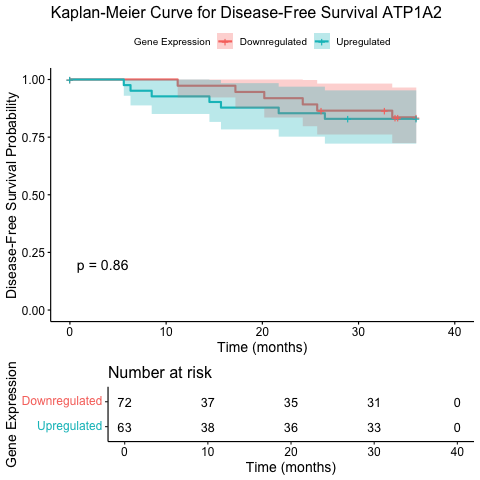 Kaplan-Meier Curve for Disease-Free Survival ATP1A2
Gene Expression Downregulated Upregulated
Disease-Free Survival Probability
1.00
0.75
0.50
0.25
0.00
p = 0.86
0 10 20 30 40
Time (months)
Number at risk
Gene Expression
Downregulated 72 37 35 31 0
Upregulated 63 38 36 33 0
0 10 20 30 40
Time (months)